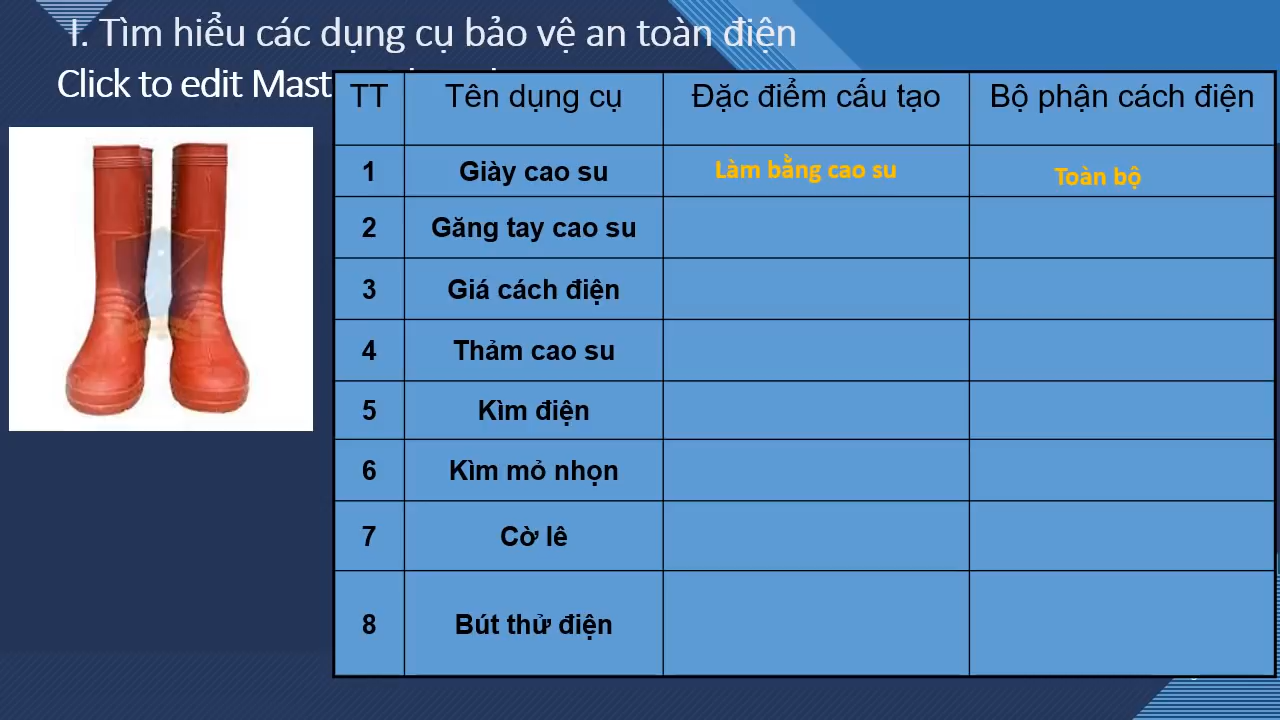 I. Tìm hiểu các dụng cụ bảo vệ an toàn điện
Click to edit Mast
TT Tên dụng cụ Đặc điểm cấu tạo Bộ phận cách điện
1 Giày cao su Làm bằng cao su Toàn bộ
2 Găng tay cao su
3 Giá cách điện
4 Thảm cao su
5 Kìm điện
6 Kìm mỏ nhọn
7 Cờ lê
8 Bút thử điện